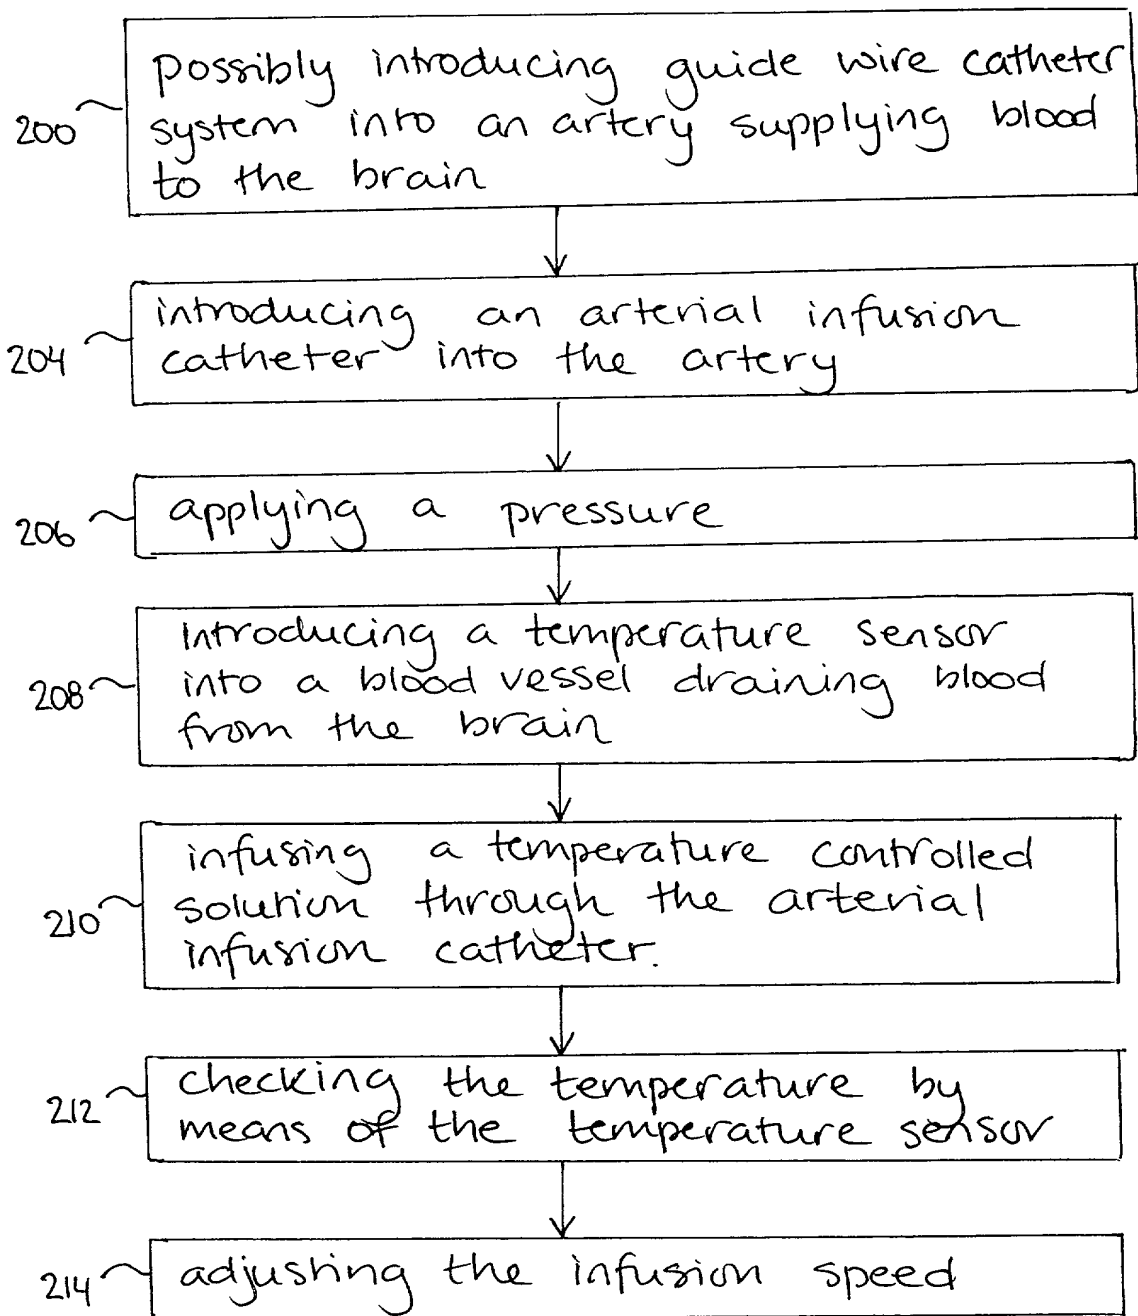 possibly introducing guide wire catheter
200 system into an artery supplying blood
to the brain
introducing an arterial infusion
204 catheter into the artery
206 applying a pressure
Introducing a temperature sensor
208 into a blood vessel draining blood
from the brain
infusing a temperature controlled
210 solution through the arterial
infusion catheter.
212 checking the temperature by
means of the temperature sensor
214 adjusting the infusion speed